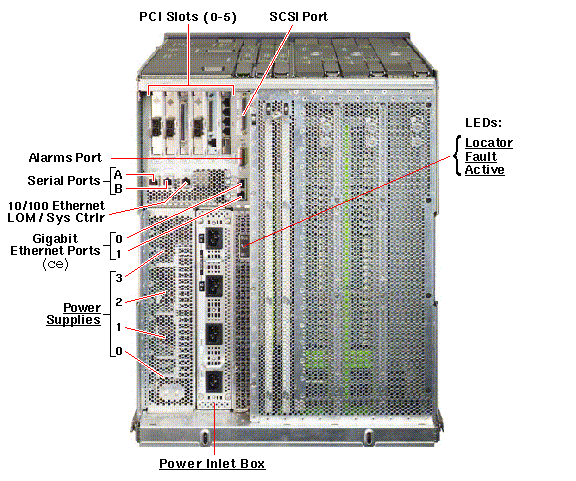 PCI Slots (0-5)
SCSI Port
LEDs:
Locator
Fault
Active
Alarms Port
Serial Ports
A
B
10/100 Ethernet
LOM / Sys Ctrlr
Gigabit
Ethernet Ports
(ce)
0
1
Power
Supplies
3
2
1
0
Power Inlet Box